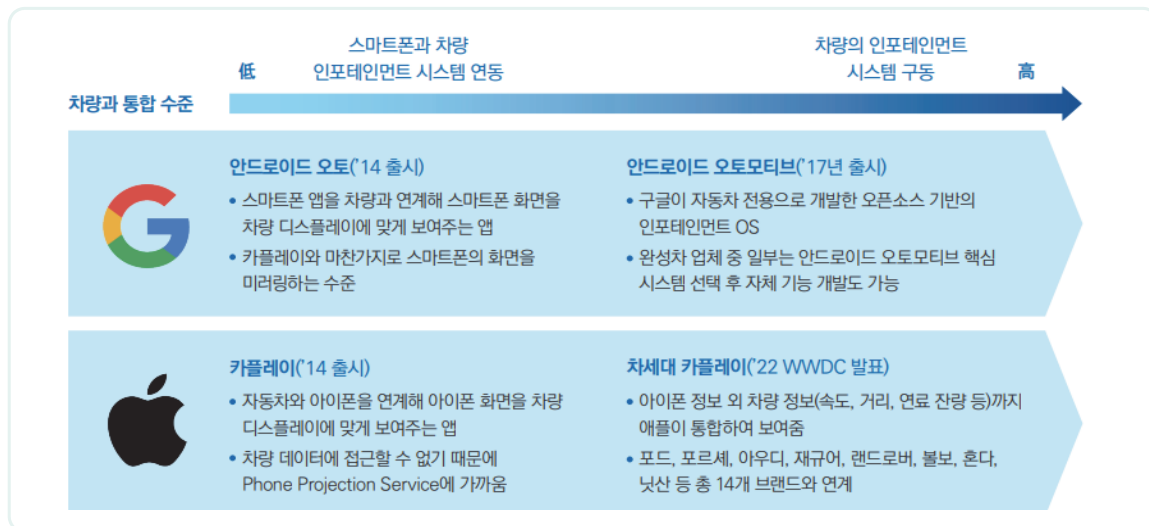 스마트폰과 차량
인포테인먼트 시스템 연동
차량의 인포테인먼트
시스템 구동
低
高
차량과 통합 수준
안드로이드 오토('14 출시)
• 스마트폰 앱을 차량과 연계해 스마트폰 화면을
차량 디스플레이에 맞게 보여주는 앱
• 카플레이와 마찬가지로 스마트폰의 화면을
미러링하는 수준
안드로이드 오토모티브('17년 출시)
• 구글이 자동차 전용으로 개발한 오픈소스 기반의
인포테인먼트 OS
• 완성차 업체 중 일부는 안드로이드 오토모티브 핵심
시스템 선택 후 자체 기능 개발도 가능
카플레이('14 출시)
• 자동차와 아이폰을 연계해 아이폰 화면을 차량
디스플레이에 맞게 보여주는 앱
• 차량 데이터에 접근할 수 없기 때문에
Phone Projection Service에 가까움
차세대 카플레이('22 WWDC 발표)
• 아이폰 정보 외 차량 정보(속도, 거리, 연료 잔량 등)까지
애플이 통합하여 보여줌
• 포드, 포르셰, 아우디, 재규어, 랜드로버, 볼보, 혼다,
닛산 등 총 14개 브랜드와 연계